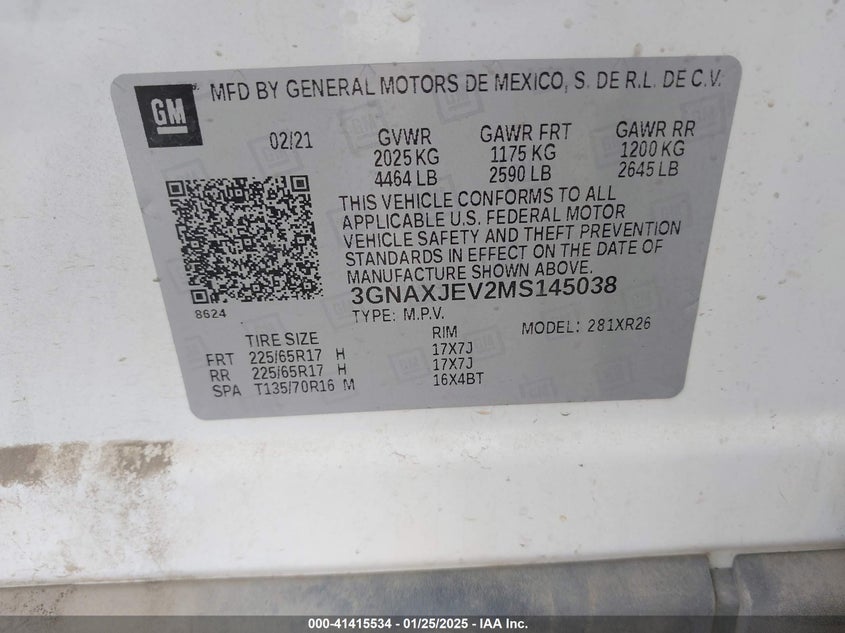 GM
MFD BY GENERAL MOTORS DE MEXICO, S. DE R.L. DE C.V.
02/21 GVWR GAWR FRT GAWR RR
2025 KG 1175 KG 1200 KG
4464 LB 2590 LB 2645 LB
THIS VEHICLE CONFORMS TO ALL
APPLICABLE U.S. FEDERAL MOTOR
VEHICLE SAFETY AND THEFT PREVENTION
STANDARDS IN EFFECT ON THE DATE OF
MANUFACTURE SHOWN ABOVE.
3GNAXJEV2MS145038
8624
TYPE: M.P.V. MODEL: 281XR26
TIRE SIZE RIM
FRT 225/65R17 H 17X7J
RR 225/65R17 H 17X7J
SPA T135/70R16 M 16X4BT
000-41415534 - 01/25/2025 - IAA Inc.